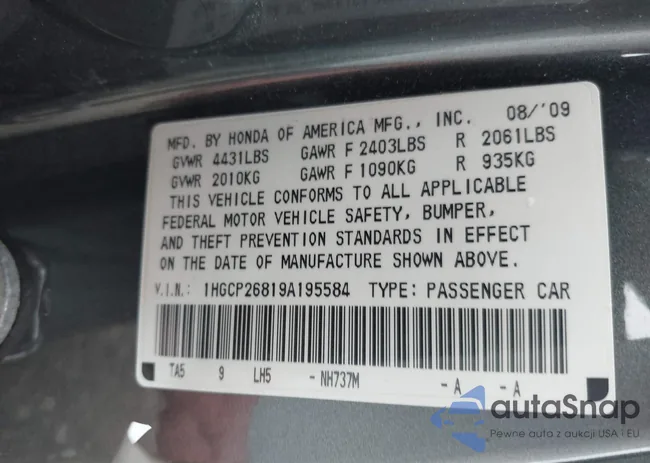 MFD. BY HONDA OF AMERICA MFG., INC. 08/'09
GVWR 4431LBS GAWR F 2403LBS R 2061LBS
GVWR 2010KG GAWR F 1090KG R 935KG
THIS VEHICLE CONFORMS TO ALL APPLICABLE
FEDERAL MOTOR VEHICLE SAFETY, BUMPER,
AND THEFT PREVENTION STANDARDS IN EFFECT
ON THE DATE OF MANUFACTURE SHOWN ABOVE.
V.I.N.: 1HGCP26819A195584 TYPE: PASSENGER CAR
TA5 9 LH5 - NH737M - A - A
autaSnap
Pewne auta z aukcji USA i EU